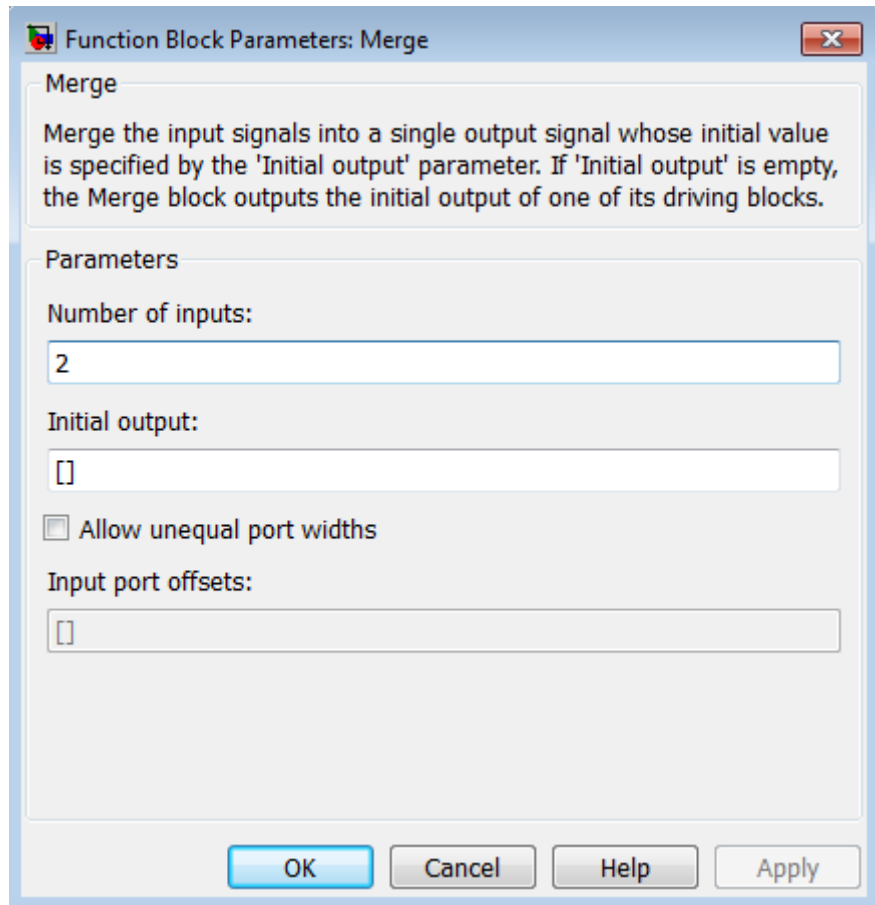 Function Block Parameters: Merge
Merge
Merge the input signals into a single output signal whose initial value
is specified by the 'Initial output' parameter. If 'Initial output' is empty,
the Merge block outputs the initial output of one of its driving blocks.
Parameters
Number of inputs:
2
Initial output:
[]
Allow unequal port widths
Input port offsets:
[]
OK Cancel Help Apply